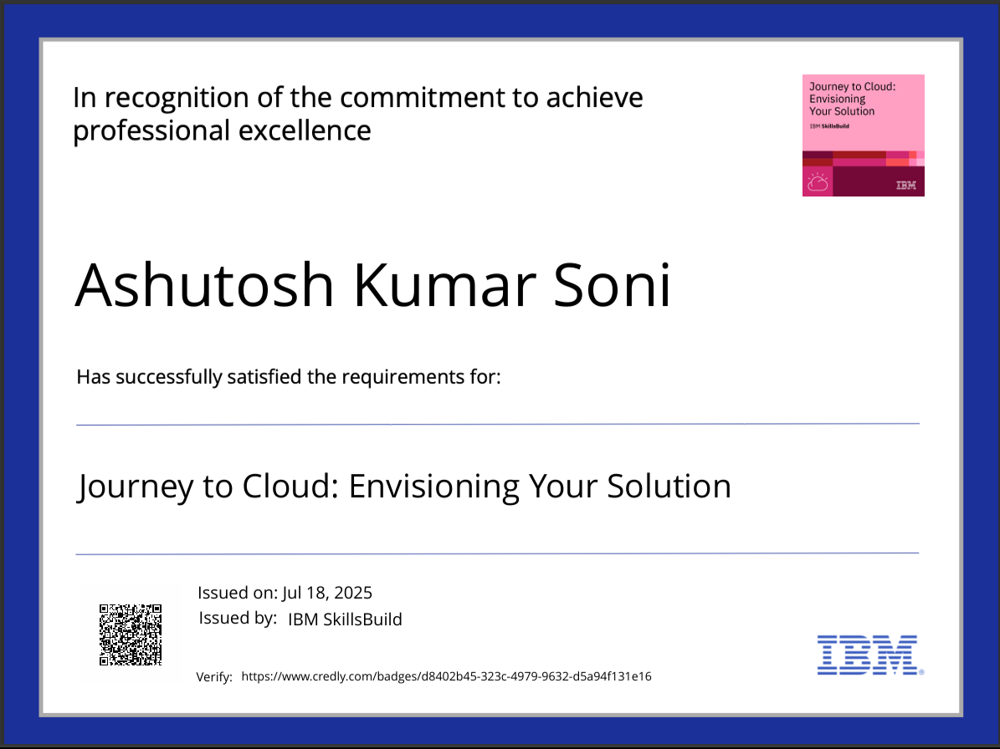 In recognition of the commitment to achieve
professional excellence
Journey to Cloud:
Envisioning
Your Solution
IBM SkillsBuild
IBM
Ashutosh Kumar Soni
Has successfully satisfied the requirements for:
Journey to Cloud: Envisioning Your Solution
Issued on: Jul 18, 2025
Issued by: IBM SkillsBuild
Verify: https://www.credly.com/badges/d8402b45-323c-4979-9632-d5a94f131e16
IBM®